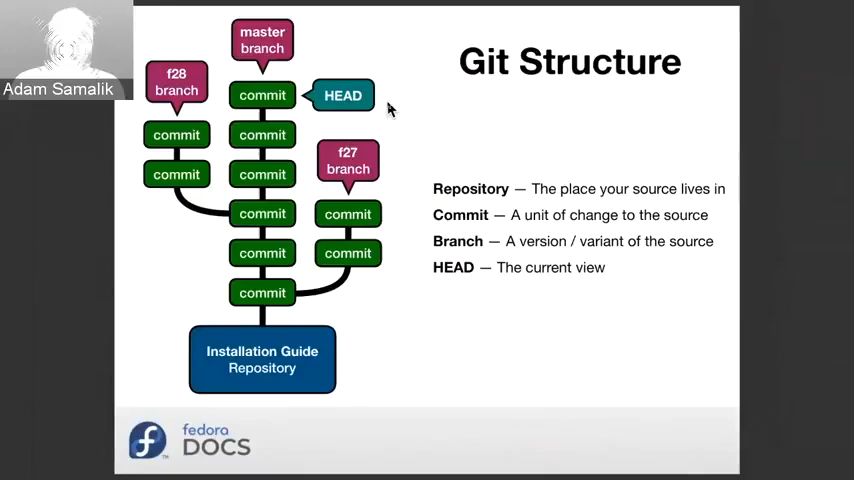 Adam Samalik
Git Structure
master
branch
f28
branch
commit
HEAD
commit
commit
f27
branch
commit
commit
commit
commit
commit
commit
commit
Installation Guide
Repository
Repository — The place your source lives in
Commit — A unit of change to the source
Branch — A version / variant of the source
HEAD — The current view
fedora
DOCS
TM